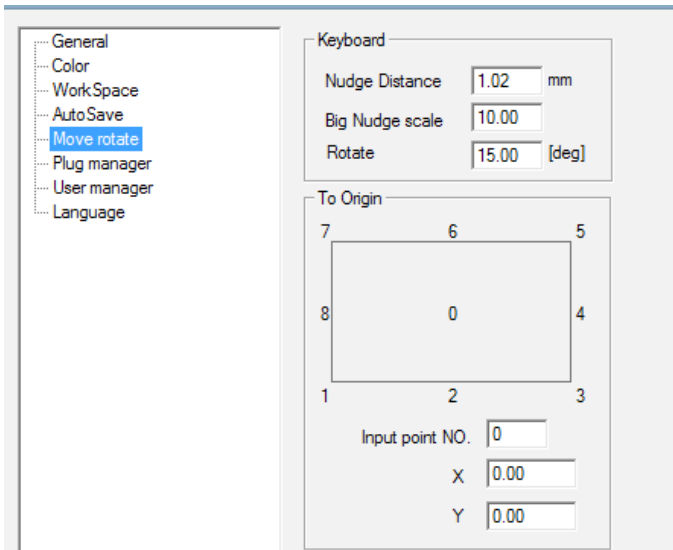 General
Color
WorkSpace
AutoSave
Move rotate
Plug manager
User manager
Language
Keyboard
Nudge Distance 1.02 mm
Big Nudge scale 10.00
Rotate 15.00 [deg]
To Origin
7 6 5
8 0 4
1 2 3
Input point NO. 0
X 0.00
Y 0.00